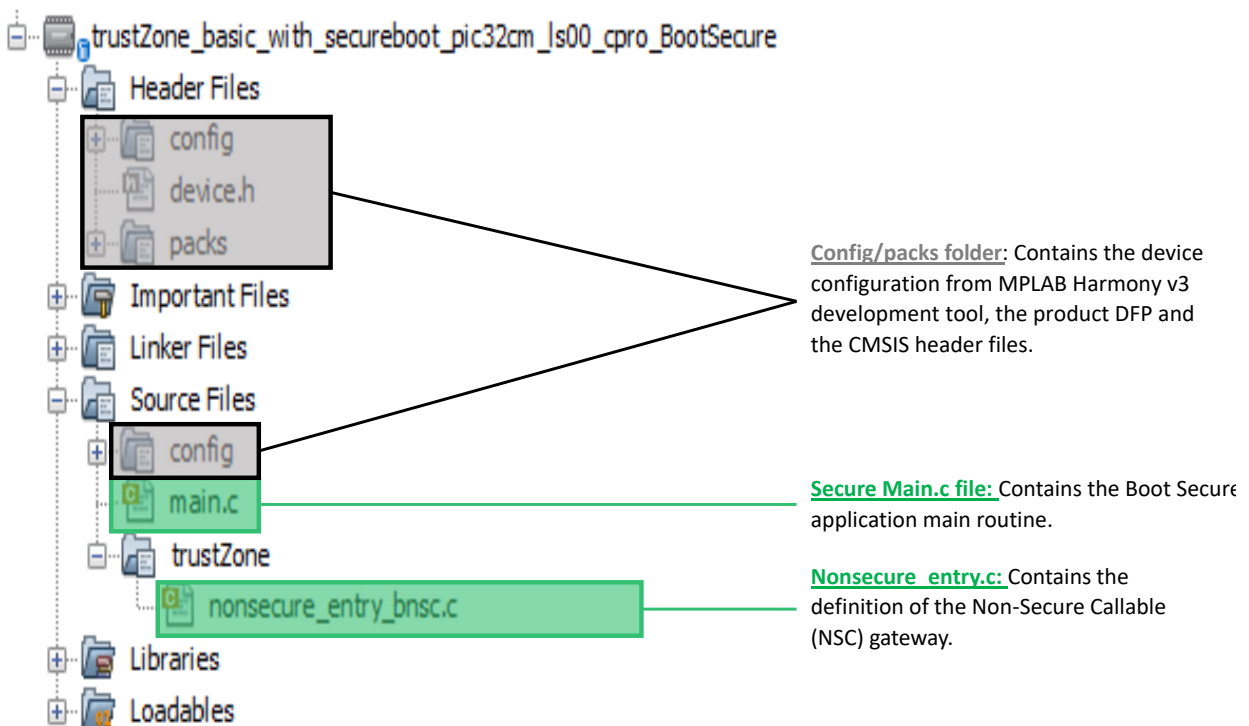 trustZone_basic_with_secureboot_pic32cm_ls00_cpro_BootSecure
Header Files
config
device.h
packs
Important Files
Linker Files
Source Files
config
main.c
trustZone
nonsecure_entry_bnsc.c
Libraries
Loadables
Config/packs folder: Contains the device
configuration from MPLAB Harmony v3
development tool, the product DFP and
the CMSIS header files.
Secure Main.c file: Contains the Boot Secure
application main routine.
Nonsecure_entry.c: Contains the
definition of the Non-Secure Callable
(NSC) gateway.